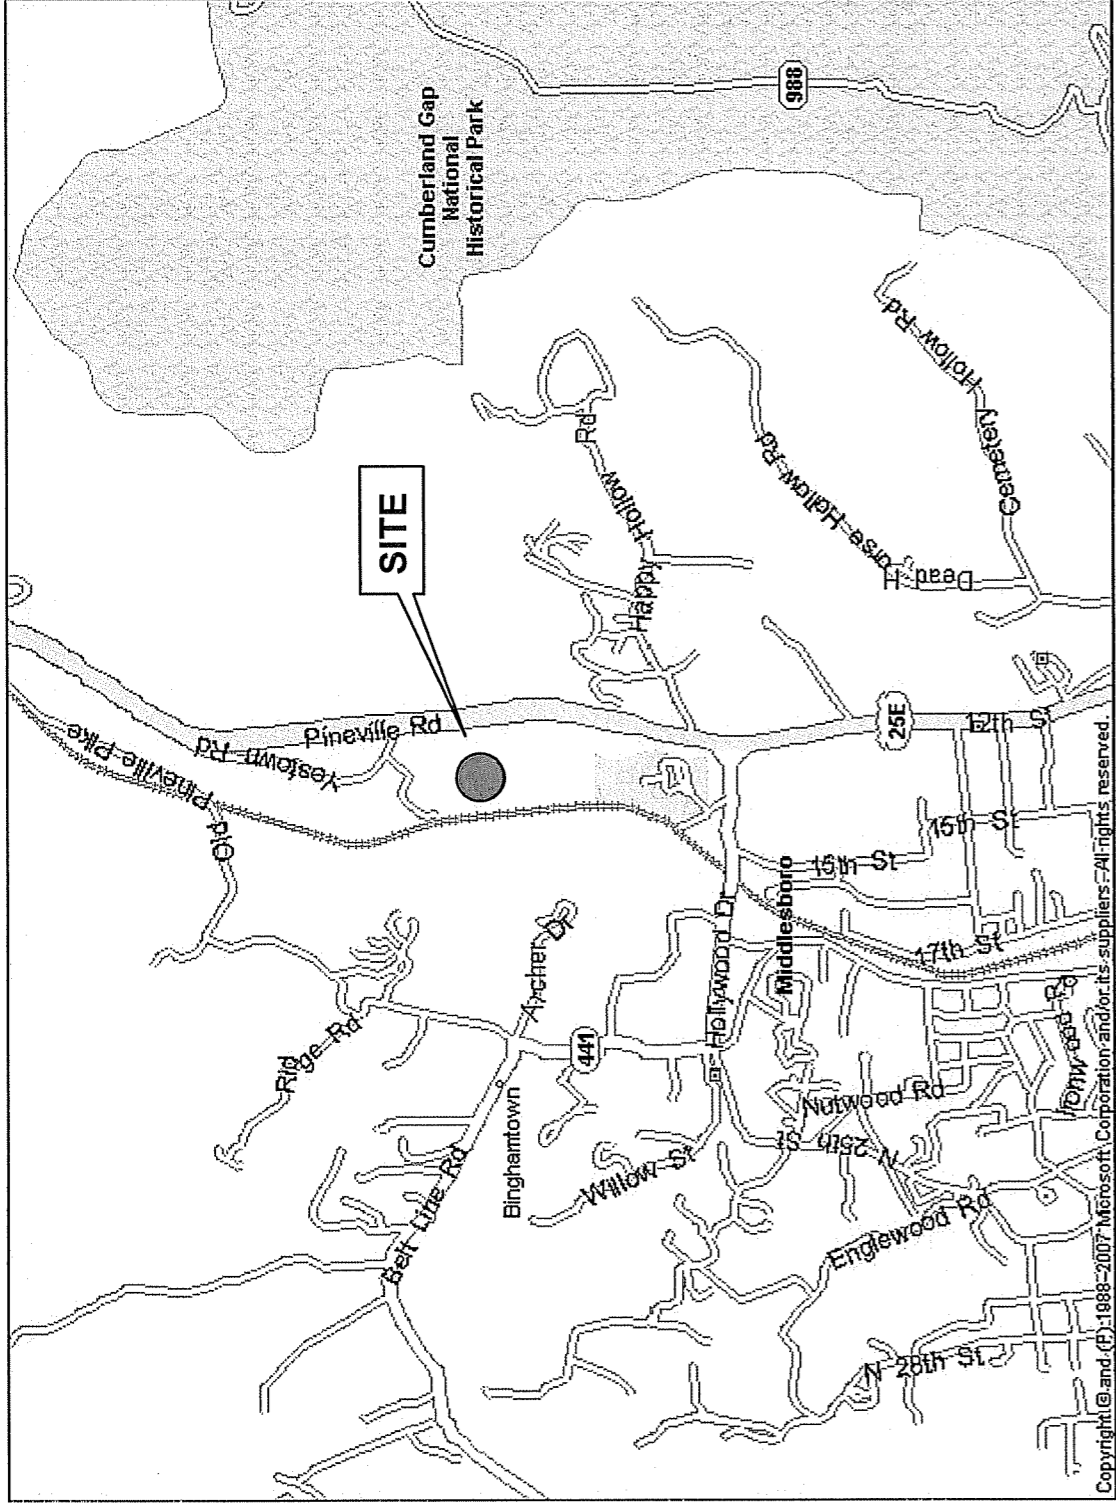 Cumberland Gap
National
Historical Park
988
SITE
Old Pineville Pike
Yestown Rd
Pineville Rd
Happy Hollow Rd
Dead Horse Hollow Rd
Cemetery Hollow Rd
Ridge Rd
Archer Dr
441
Belt Line Rd
Binghamtown
Willow St
Hollywood Dr
Middlesboro
25E
12th St
15th St
15th St
17th St
Nutwood Rd
N 25th St
Englewood Rd
N 28th St
Ironwood Rd
Copyright © and (P) 1988–2007 Microsoft Corporation and/or its suppliers. All rights reserved.